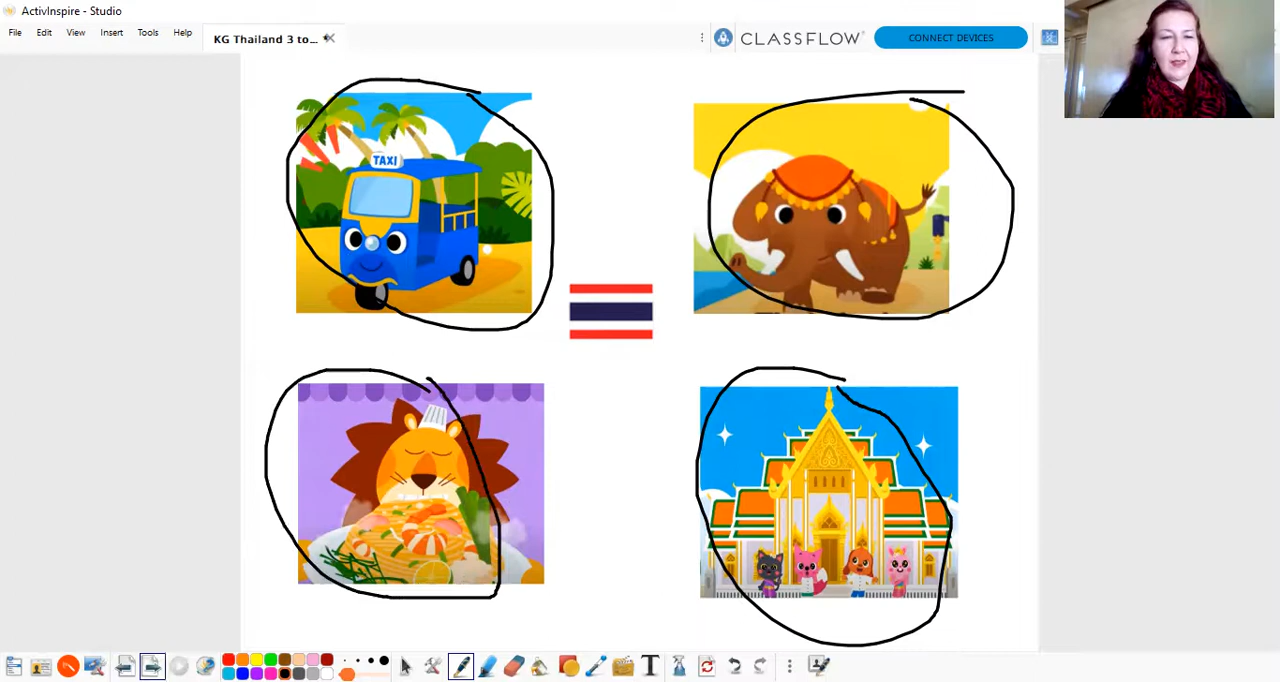 ActivInspire - Studio
File Edit View Insert Tools Help
KG Thailand 3 to...
CLASSFLOW
CONNECT DEVICES
TAXI
T